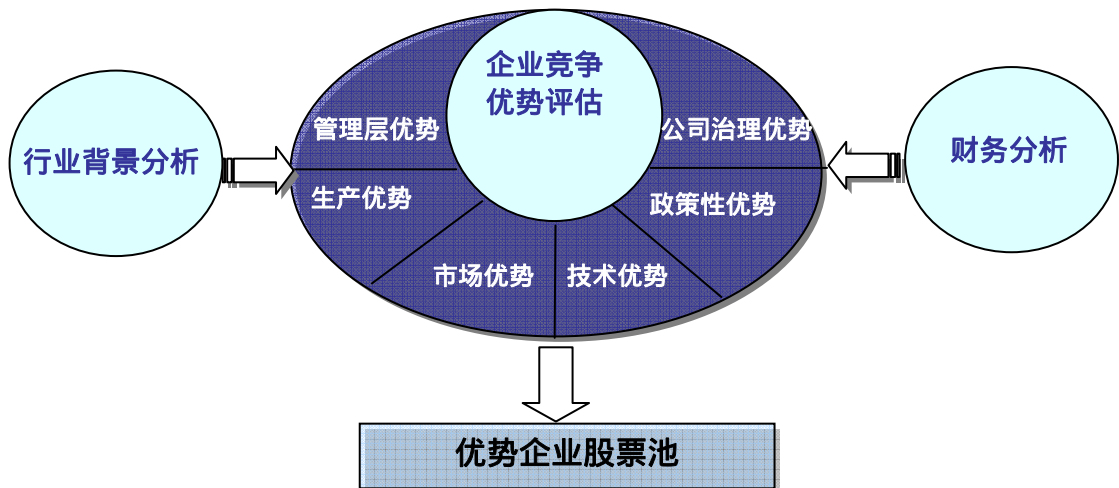 企业竞争
优势评估
管理层优势
公司治理优势
行业背景分析
财务分析
生产优势
政策性优势
市场优势
技术优势
优势企业股票池